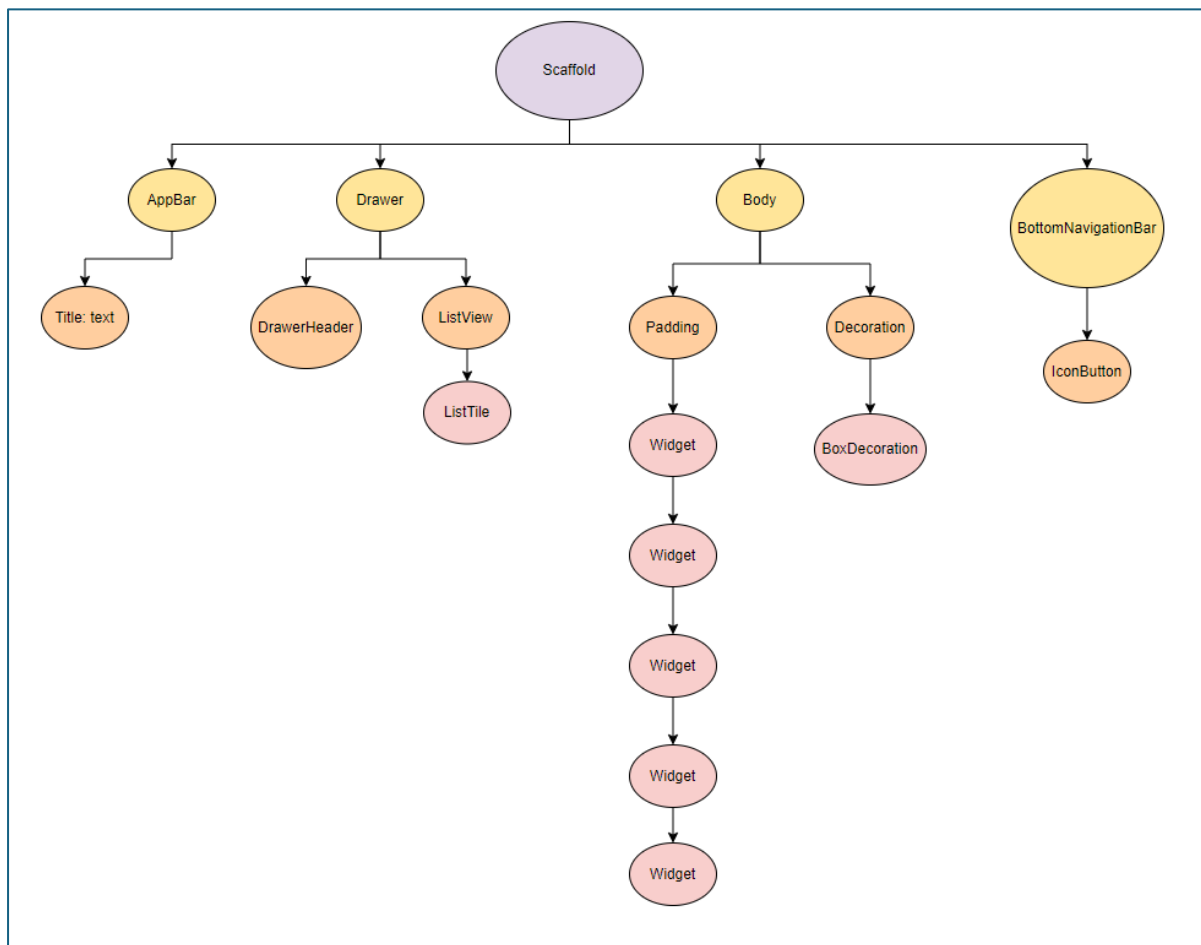 Scaffold
AppBar
Drawer
Body
BottomNavigationBar
Title: text
DrawerHeader
ListView
Padding
Decoration
IconButton
ListTile
Widget
BoxDecoration
Widget
Widget
Widget
Widget